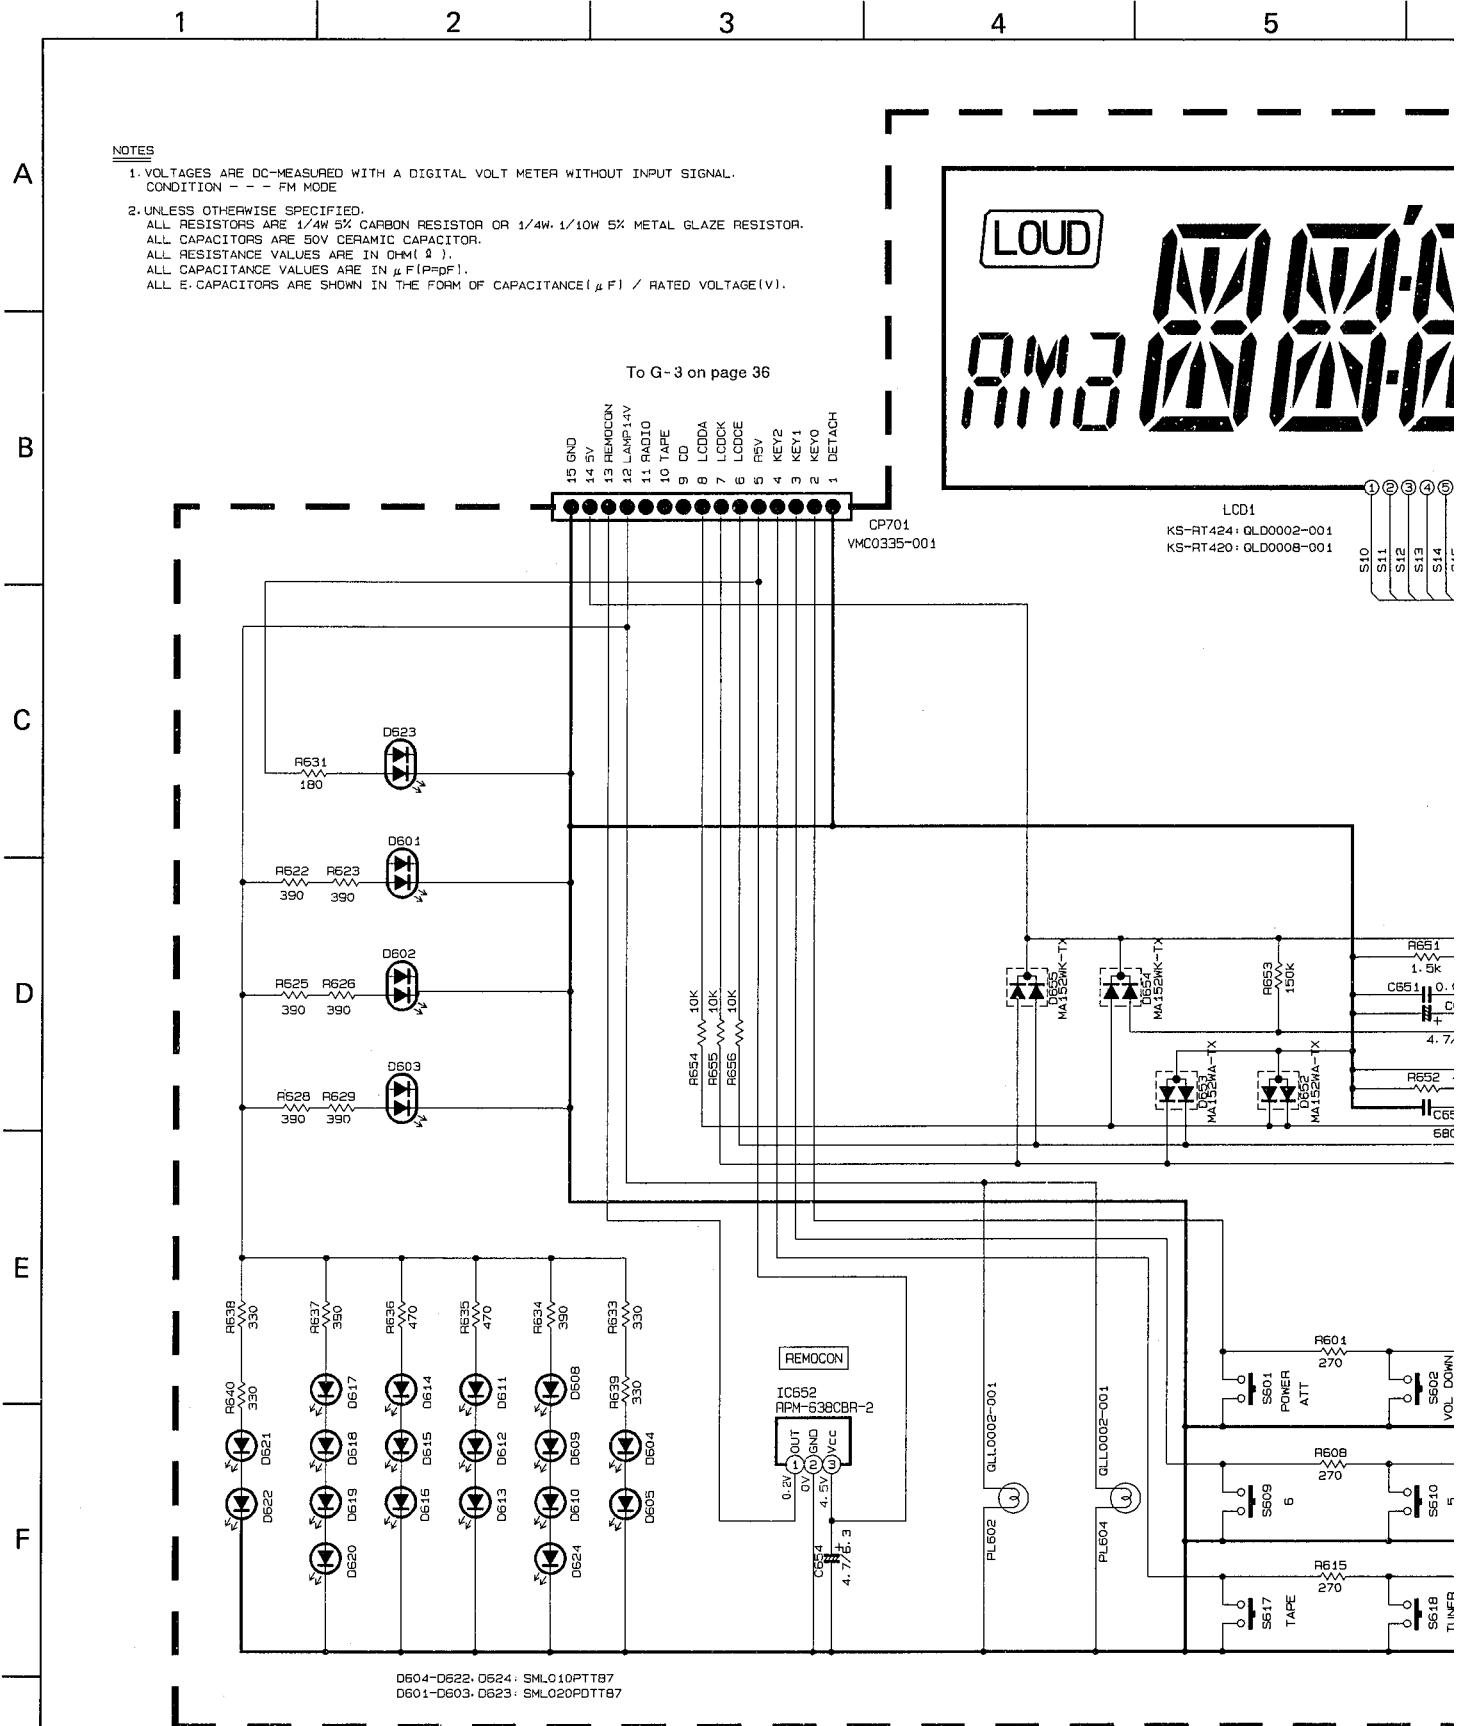 1 2 3 4 5
A
B
C
D
E
F
NOTES
1. VOLTAGES ARE DC-MEASURED WITH A DIGITAL VOLT METER WITHOUT INPUT SIGNAL.
CONDITION - - - FM MODE
2. UNLESS OTHERWISE SPECIFIED.
ALL RESISTORS ARE 1/4W 5% CARBON RESISTOR OR 1/4W. 1/10W 5% METAL GLAZE RESISTOR.
ALL CAPACITORS ARE 50V CERAMIC CAPACITOR.
ALL RESISTANCE VALUES ARE IN OHM( Ω ).
ALL CAPACITANCE VALUES ARE IN μF(P=pF).
ALL E.CAPACITORS ARE SHOWN IN THE FORM OF CAPACITANCE(μF) / RATED VOLTAGE(V).
LOUD
To G-3 on page 36
15 GND
14 5V
13 REMOCON
12 LAMP14V
11 RADIO
10 TAPE
9 CD
8 LCDDA
7 LCDCK
6 LCDCE
5 R5V
4 KEY2
3 KEY1
2 KEY0
1 DETACH
CP701
VMC0335-001
LCD1
KS-RT424: QLD0002-001
KS-RT420: QLD0008-001
1 2 3 4 5
S10
S11
S12
S13
S14
D623
R631
180
D601
R622 R623
390 390
D602
R625 R626
390 390
D603
R628 R629
390 390
R654 10K
R655 10K
R656 10K
D655
MA152WK-TX
D654
MA152WK-TX
R653
150K
D653
MA152WA-TX
D652
MA152WA-TX
R651
1.5K
C651
4.7/
R652
R638
330
R637
390
R636
470
R635
470
R634
390
R633
330
R640
330
R639
330
D617
D614
D611
D608
D621
D618
D615
D612
D609
D604
D622
D619
D616
D613
D610
D605
D620
D624
REMOCON
IC652
RPM-638CBR-2
OUT
GND
Vcc
1 2 3
0.2V
0V
4.5V
C654
4.7/6.3
QLL0002-001
PL602
QLL0002-001
PL604
R601
270
S601
POWER
ATT
S602
VOL DOWN
R608
270
S609
6
S610
R615
270
S617
TAPE
S618
TUNER
D604-D622. D624: SML010PTT87
D601-D603. D623: SML020PDTT87